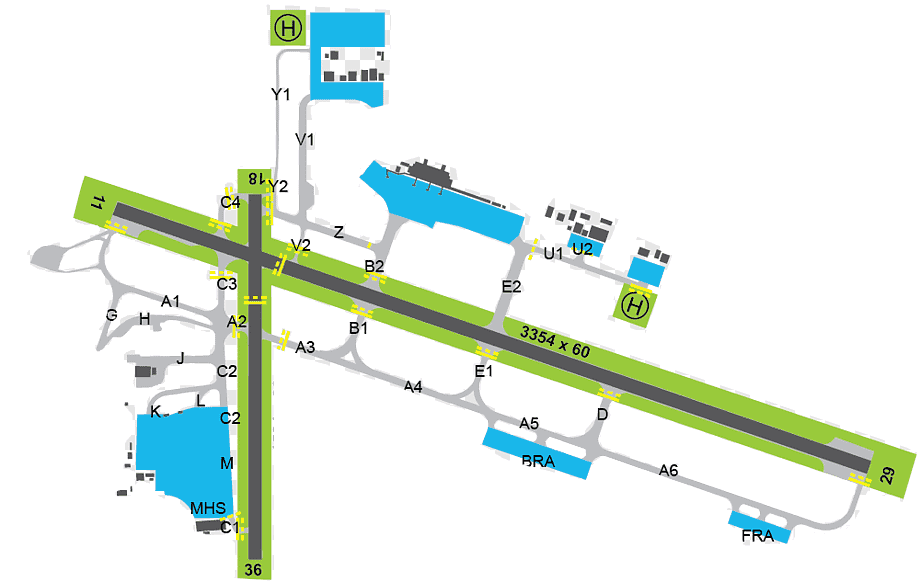 H
Y1
V1
18
Y2
C4
11
Z
V2
U1
U2
B2
C3
E2
A1
H
G
H
A2
B1
3354 x 60
A3
J
C2
E1
A4
L
K
C2
D
A5
M
BRA
A6
29
MHS
C1
FRA
36